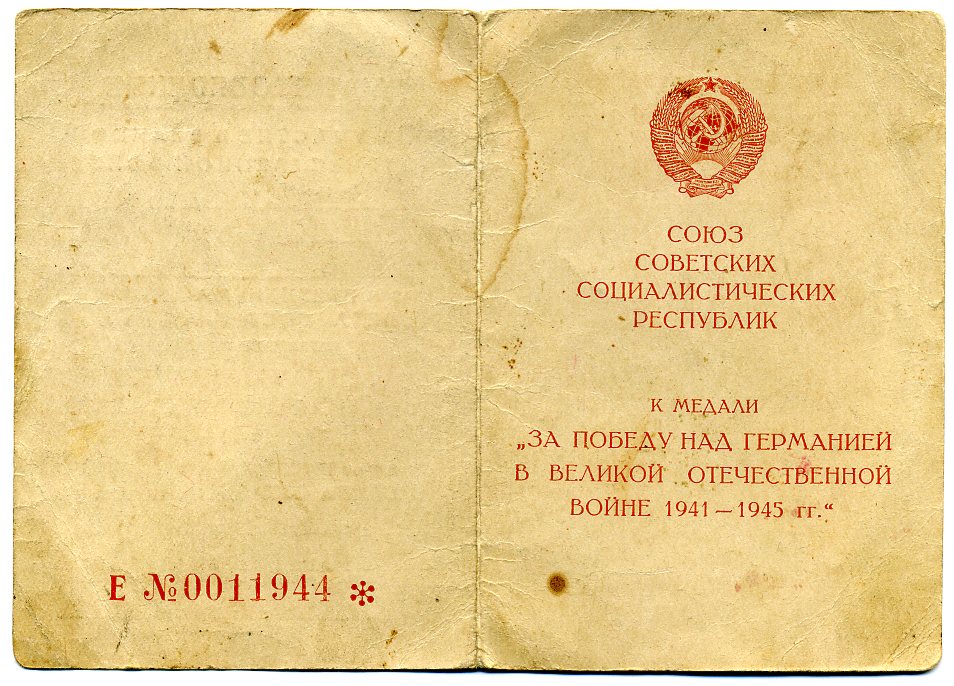 Е №0011944 *
СОЮЗ
СОВЕТСКИХ
СОЦИАЛИСТИЧЕСКИХ
РЕСПУБЛИК
К МЕДАЛИ
„ЗА ПОБЕДУ НАД ГЕРМАНИЕЙ
В ВЕЛИКОЙ ОТЕЧЕСТВЕННОЙ
ВОЙНЕ 1941 — 1945 гг.“